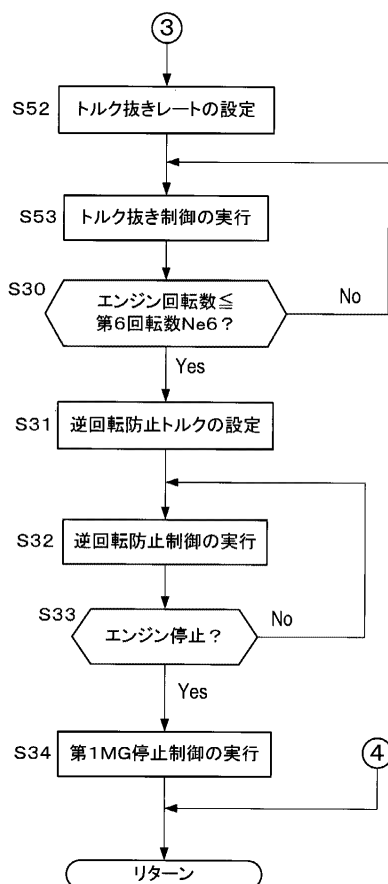 ③
S52 トルク抜きレートの設定
S53 トルク抜き制御の実行
S30 エンジン回転数≦
第6回転数Ne6?
No
Yes
S31 逆回転防止トルクの設定
S32 逆回転防止制御の実行
S33 エンジン停止?
No
Yes
S34 第1MG停止制御の実行
④
リターン